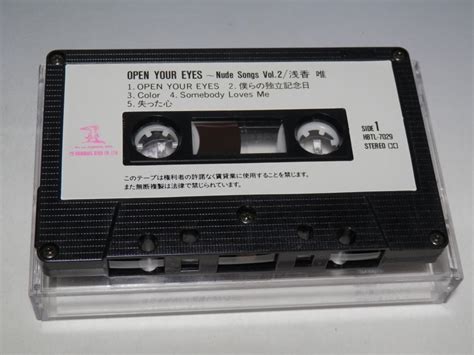 OPEN YOUR EYES ～Nude Songs Vol.2/浅香 唯
1. OPEN YOUR EYES 2. 僕らの独立記念日
3. Color 4. Somebody Loves Me
5. 失った心
SIDE 1
HBTL-7029
STEREO
このテープは権利者の許諾なく賃貸業に使用することを禁じます。
また無断複製は法律で禁じられています。